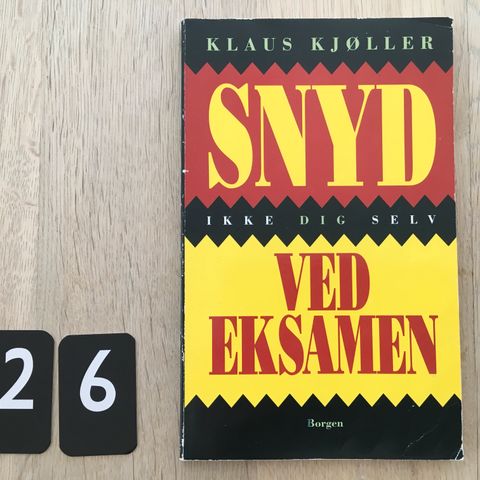 KLAUS KJØLLER
SNYD
IKKE DIG SELV
VED
EKSAMEN
Borgen
2 6